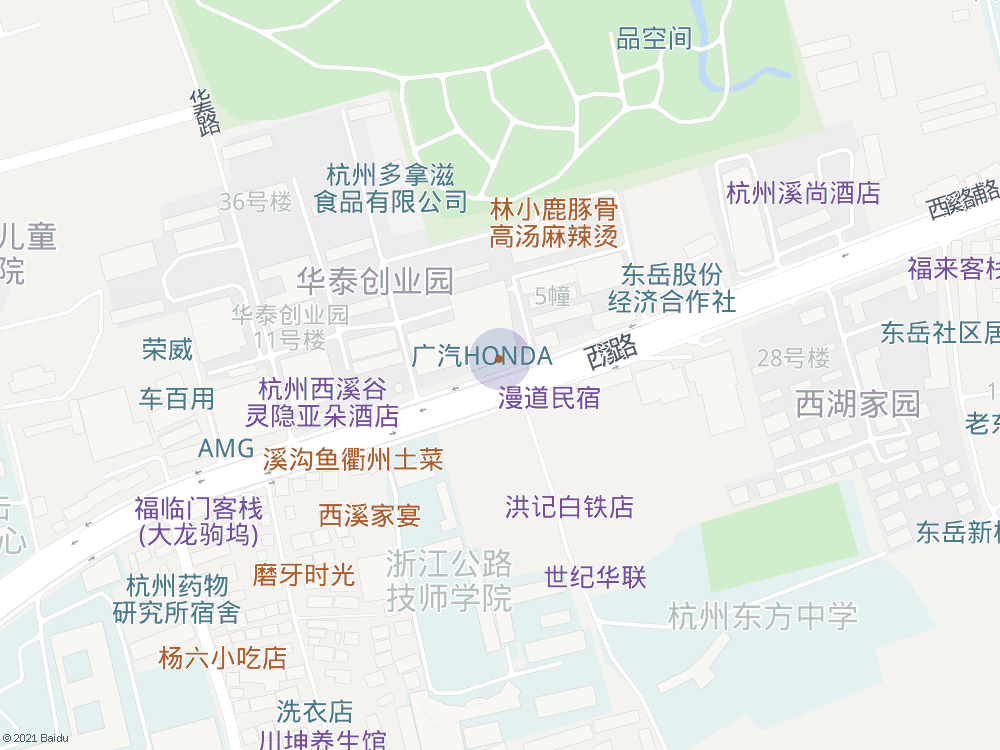 品空间
华泰路
杭州多拿滋
食品有限公司
36号楼
林小鹿豚骨
高汤麻辣烫
杭州溪尚酒店
西溪路辅路
儿童
院
福来客栈
东岳股份
经济合作社
华泰创业园
5幢
华泰创业园
11号楼
东岳社区居
荣威
广汽HONDA
西溪路
28号楼
车百用
杭州西溪谷
灵隐亚朵酒店
漫道民宿
西湖家园
1
老东
AMG
溪沟鱼衢州土菜
福临门客栈
(大龙驹坞)
西溪家宴
洪记白铁店
心
东岳新村
浙江公路
技师学院
磨牙时光
世纪华联
杭州药物
研究所宿舍
杭州东方中学
杨六小吃店
洗衣店
川坤养生馆
© 2021 Baidu